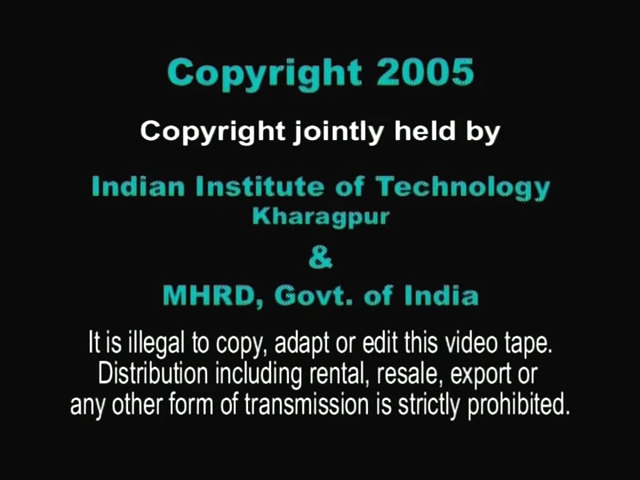 Copyright 2005
Copyright jointly held by
Indian Institute of Technology
Kharagpur
&
MHRD, Govt. of India
It is illegal to copy, adapt or edit this video tape.
Distribution including rental, resale, export or
any other form of transmission is strictly prohibited.